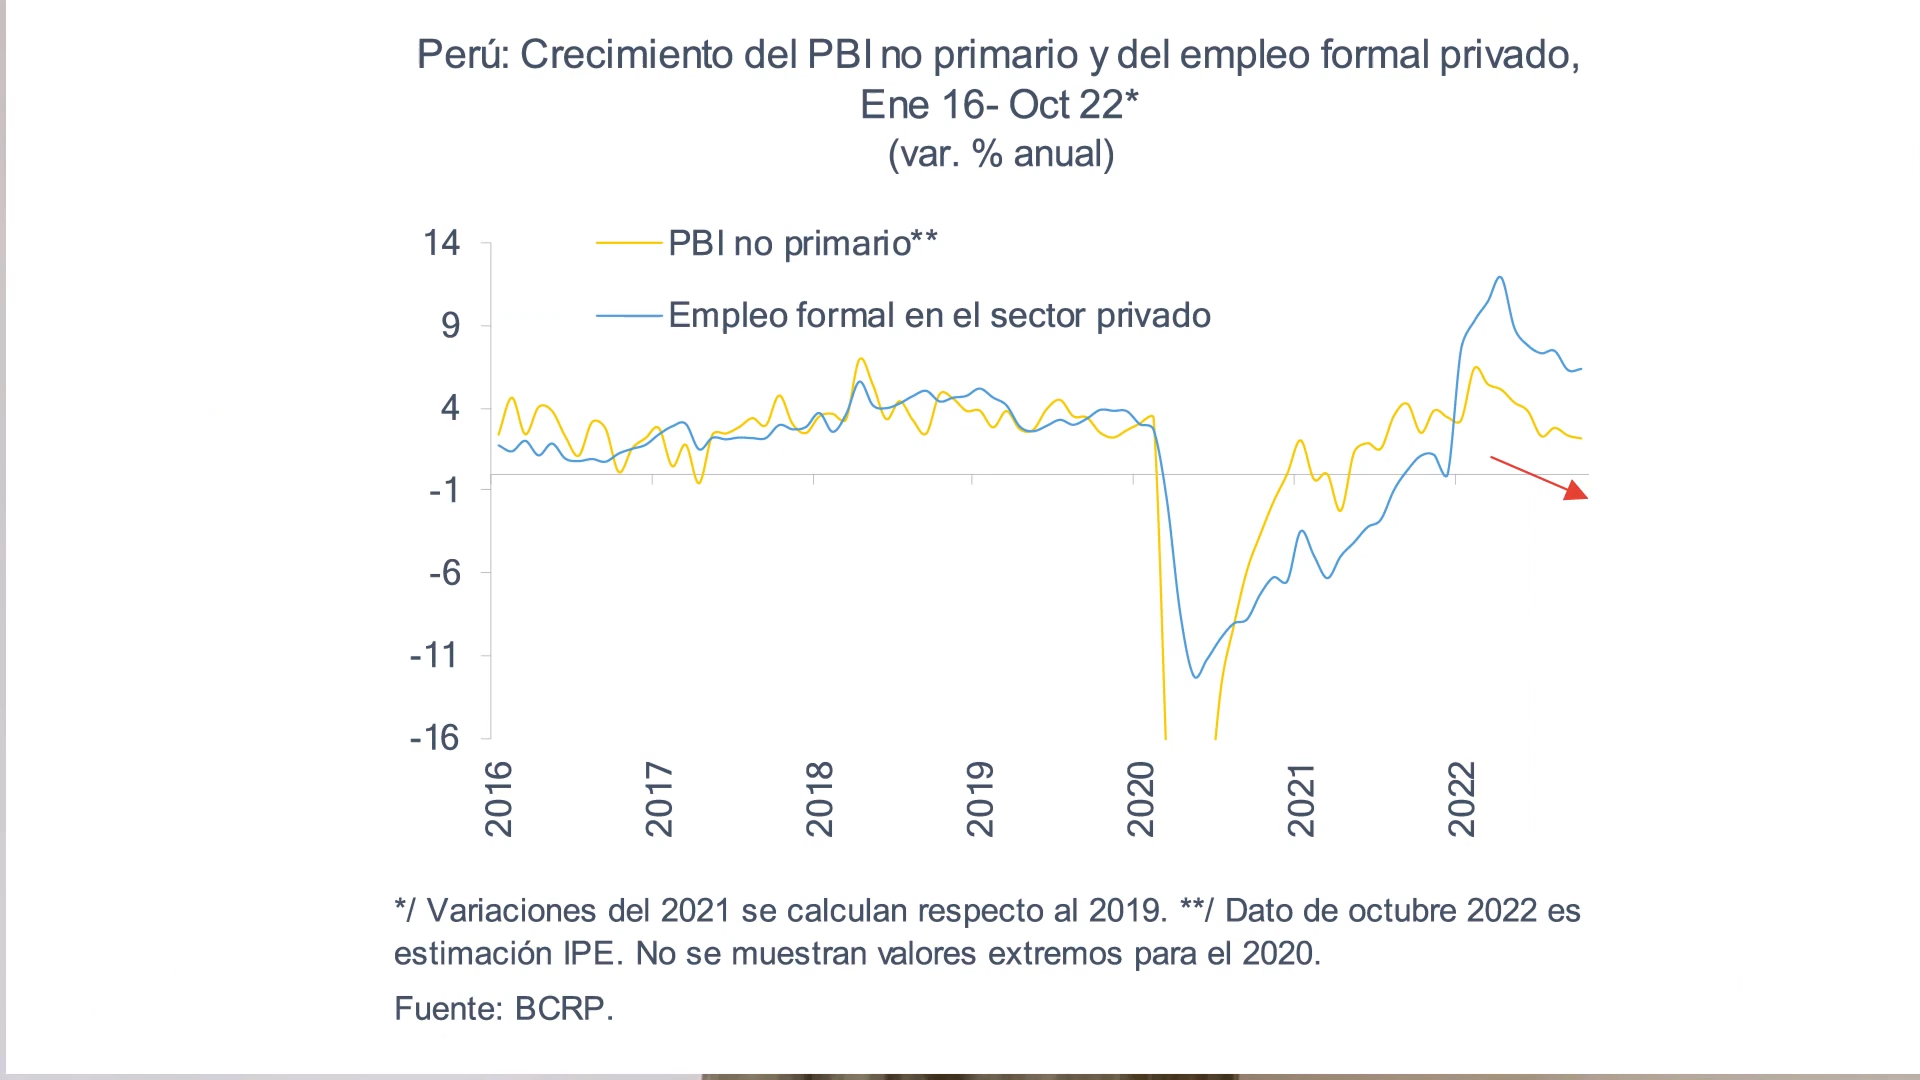 Perú: Crecimiento del PBI no primario y del empleo formal privado,
Ene 16- Oct 22*
(var. % anual)
14
PBI no primario**
9
Empleo formal en el sector privado
4
-1
-6
-11
-16
2016
2017
2018
2019
2020
2021
2022
*/ Variaciones del 2021 se calculan respecto al 2019. **/ Dato de octubre 2022 es
estimación IPE. No se muestran valores extremos para el 2020.
Fuente: BCRP.